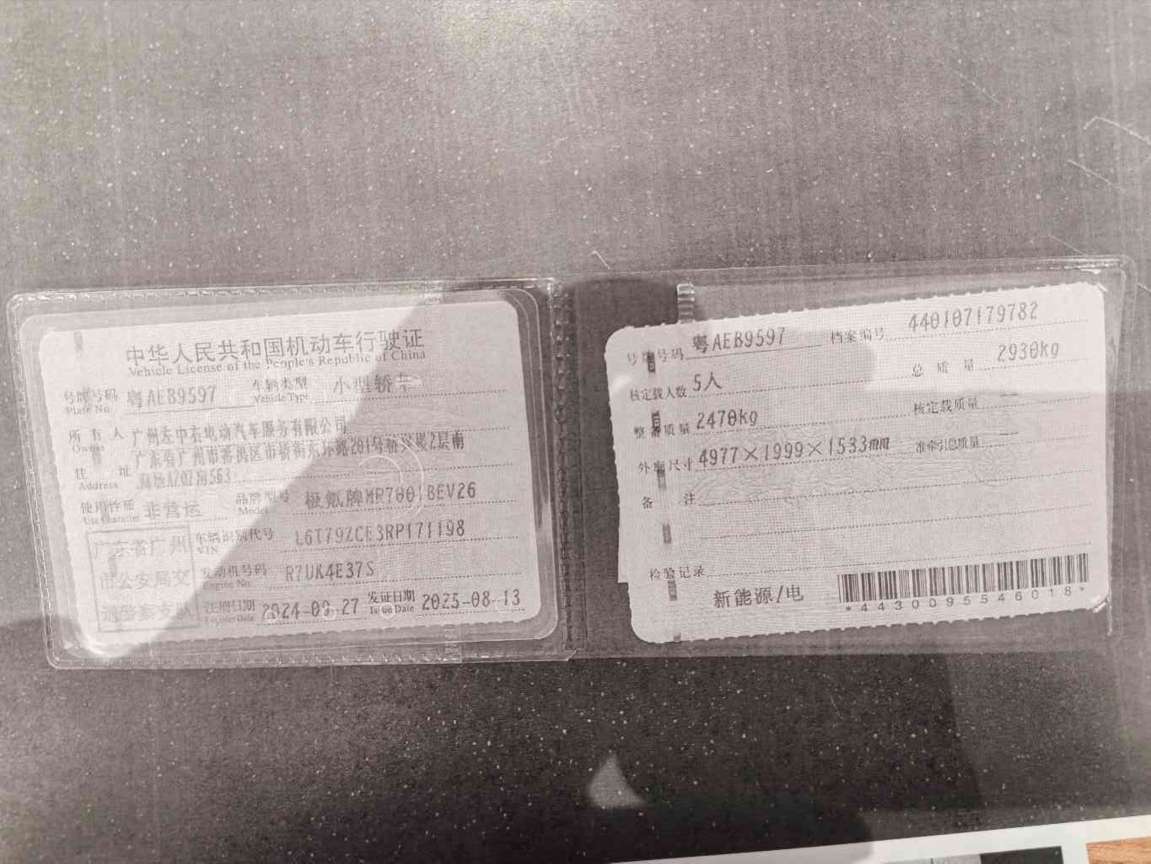 中华人民共和国机动车行驶证
Vehicle License of the People's Republic of China
号牌号码 粤AEB9597 车辆类型 小型轿车
Plate No. Vehicle Type
所有人 广州 电动汽车服务有限公司
Owner
住址 广东省广州市番禺区市桥街东环路201号 2层南
Address
使用性质 非营运 品牌型号 极氪牌MR7001BEV26
Use Character Model
车辆识别代号 L6T79ZCE3RP171198
VIN
发动机号码 R7UK4E37S
Engine No.
广东省广州
市公安局交
通警察支队
注册日期 2024-09-27 发证日期 2025-08-13
Register Date Issue Date
号牌号码 粤AEB9597 档案编号 440107179782
核定载人数 5人 总质量 2930kg
整备质量 2470kg 核定载质量 --
外廓尺寸 4977×1999×1533mm 准牵引总质量 --
备注
检验记录
新能源/电
*4430095546018*